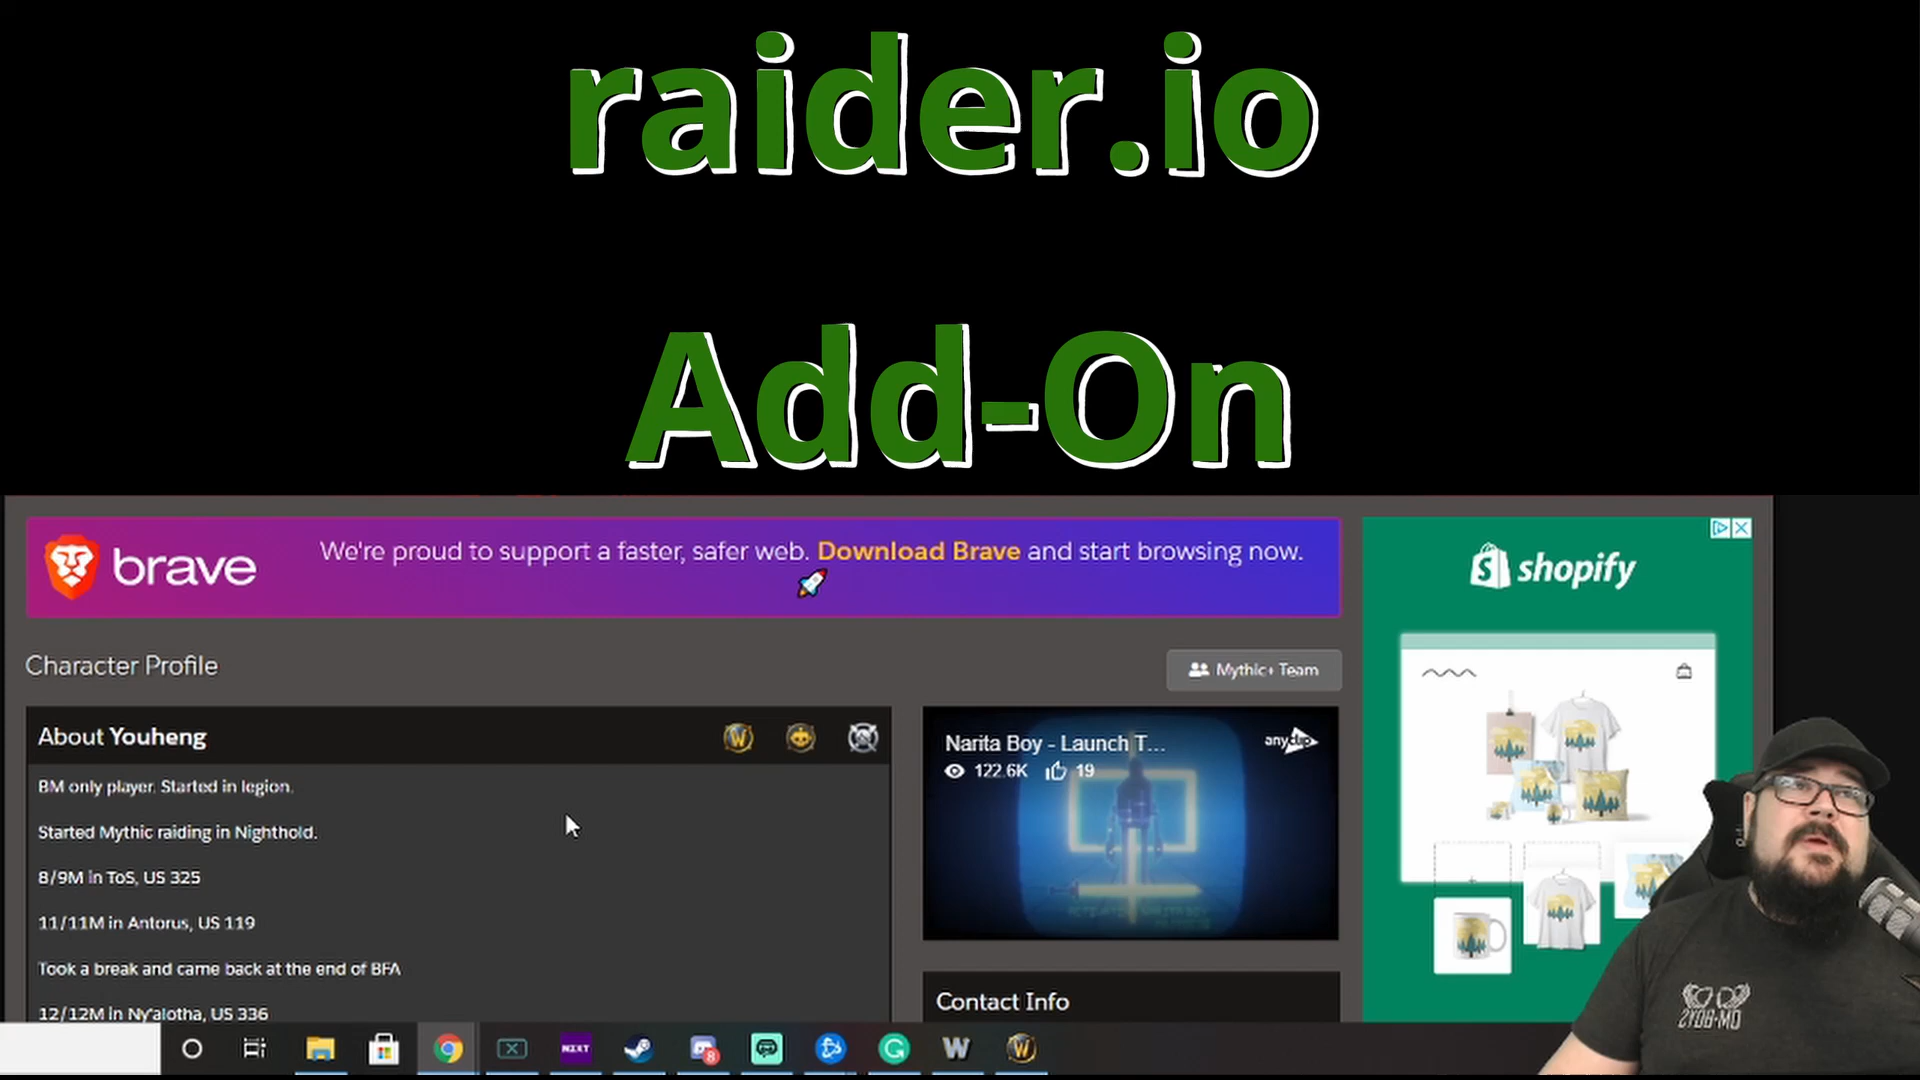 raider.io
Add-On
brave
We're proud to support a faster, safer web. Download Brave and start browsing now.
shopify
Character Profile
Mythic+ Team
About Youheng
Narita Boy - Launch T...
122.6K 19
BM only player. Started in legion.
Started Mythic raiding in Nighthold.
8/9M in ToS, US 325
11/11M in Antorus, US 119
Took a break and came back at the end of BFA
12/12M in Ny'alotha, US 336
Contact Info
NZXT
8